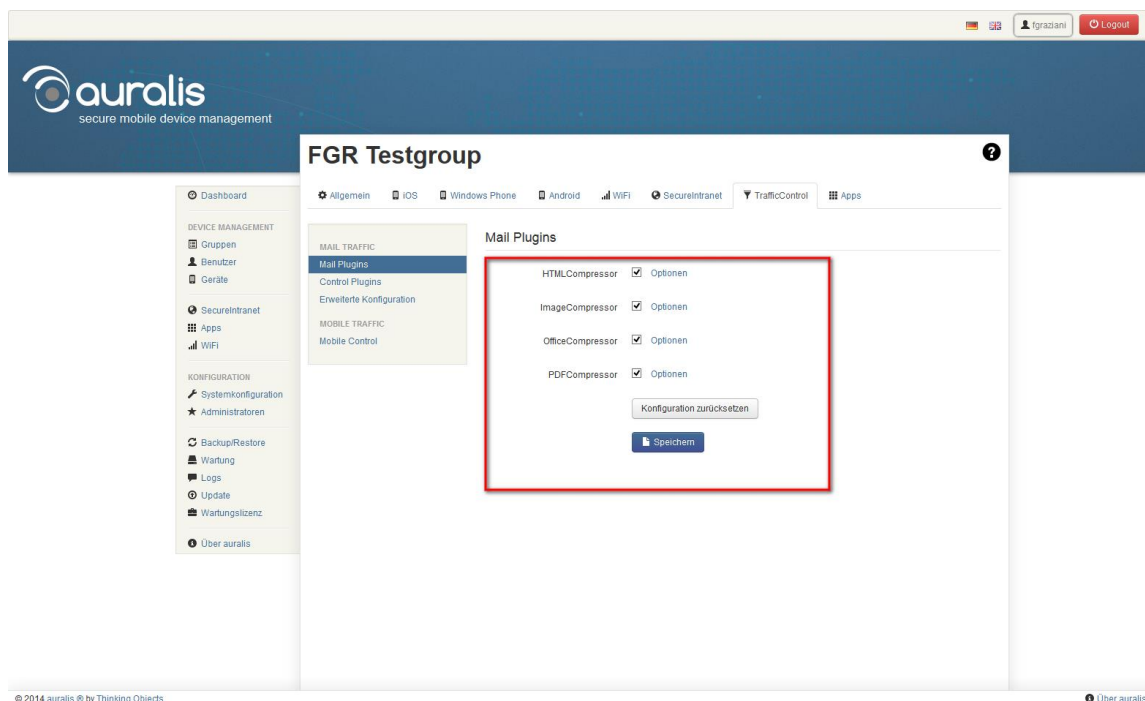 fgraziani Logout
auralis
secure mobile device management
FGR Testgroup
Allgemein iOS Windows Phone Android WiFi SecureIntranet TrafficControl Apps
Dashboard
DEVICE MANAGEMENT
Gruppen
Benutzer
Geräte
SecureIntranet
Apps
WiFi
KONFIGURATION
Systemkonfiguration
Administratoren
Backup/Restore
Wartung
Logs
Update
Wartungslizenz
Über auralis
MAIL TRAFFIC
Mail Plugins
Control Plugins
Erweiterte Konfiguration
MOBILE TRAFFIC
Mobile Control
Mail Plugins
HTMLCompressor Optionen
ImageCompressor Optionen
OfficeCompressor Optionen
PDFCompressor Optionen
Konfiguration zurücksetzen
Speichern
© 2014 auralis ® by Thinking Objects
Über auralis